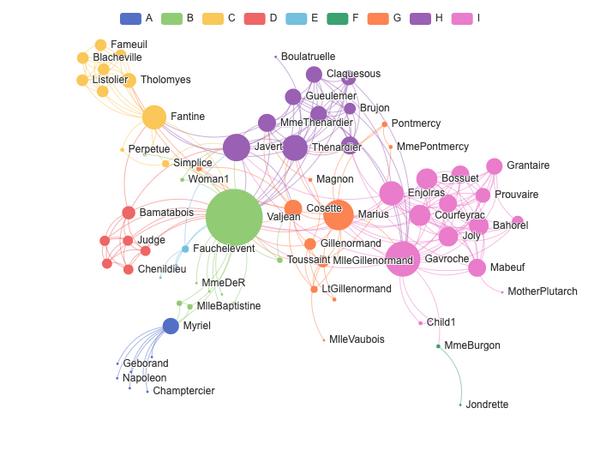 A B C D E F G H I
Fameuil
Boulatruelle
Blacheville
Claquesous
Listolier Tholomyes
Gueulemer
Brujon
Fantine
MmeThenardier
Pontmercy
Perpetue
Javert
Thenardier
MmePontmercy
Simplice
Grantaire
Woman1
Magnon
Bossuet
Enjolras
Prouvaire
Bamatabois
Valjean
Cosette
Marius
Courfeyrac
Bahorel
Judge
Fauchelevent
Gillenormand
Joly
Chenildieu
Toussaint
MlleGillenormand
Gavroche
Mabeuf
MmeDeR
LtGillenormand
MotherPlutarch
MlleBaptistine
Myriel
Child1
MlleVaubois
MmeBurgon
Geborand
Napoleon
Champtercier
Jondrette